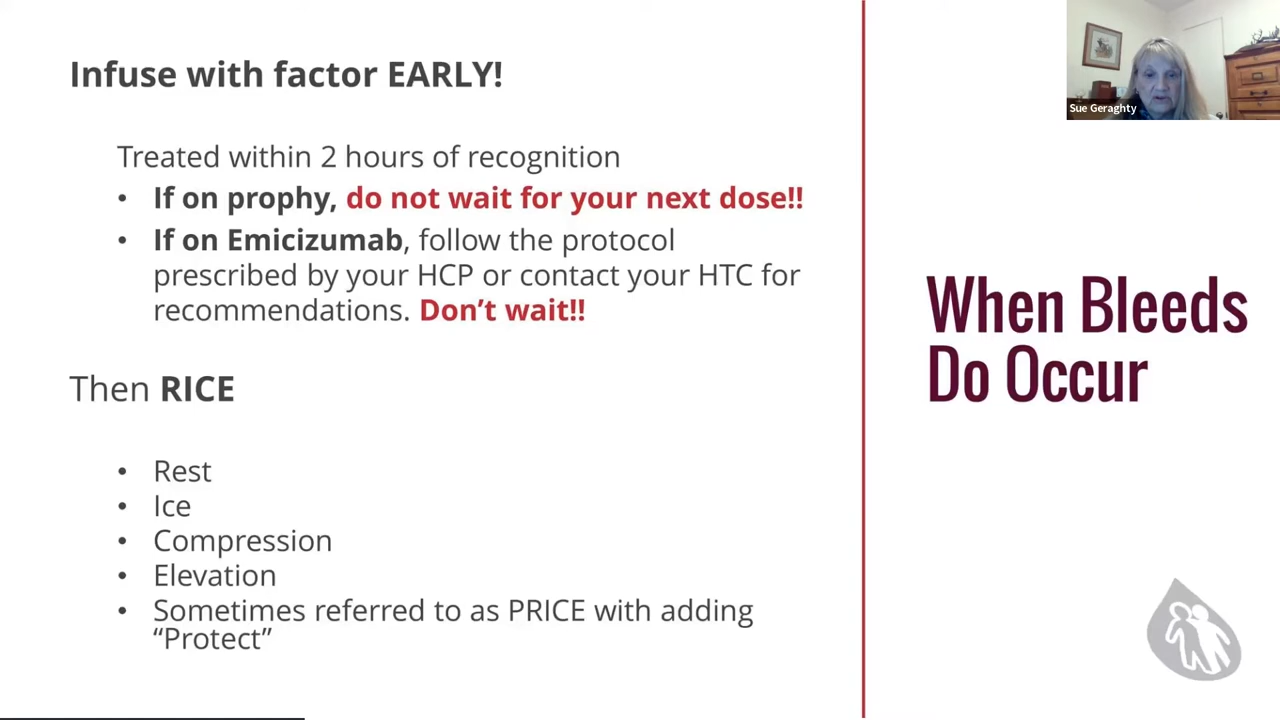 Infuse with factor EARLY!
Treated within 2 hours of recognition
• If on prophy, do not wait for your next dose!!
• If on Emicizumab, follow the protocol
prescribed by your HCP or contact your HTC for
recommendations. Don’t wait!!
Then RICE
• Rest
• Ice
• Compression
• Elevation
• Sometimes referred to as PRICE with adding
“Protect”
When Bleeds
Do Occur
Sue Geraghty